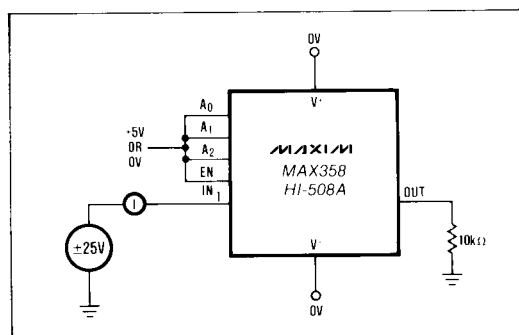 0V
V+
A0
A1
A2
EN
IN1
+5V
OR
0V
MAXIM
MAX358
HI-508A
OUT
I
±25V
10kΩ
V-
0V